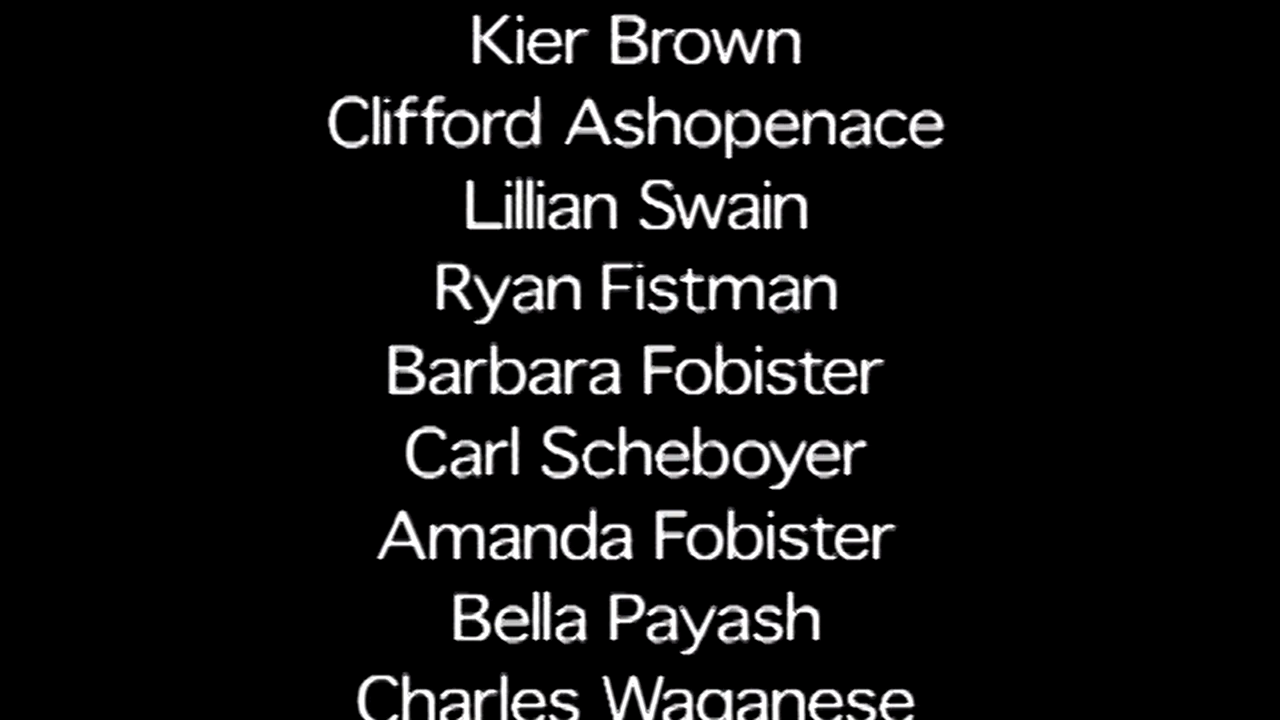 Kier Brown
Clifford Ashopenace
Lillian Swain
Ryan Fistman
Barbara Fobister
Carl Scheboyer
Amanda Fobister
Bella Payash
Charles Waganese